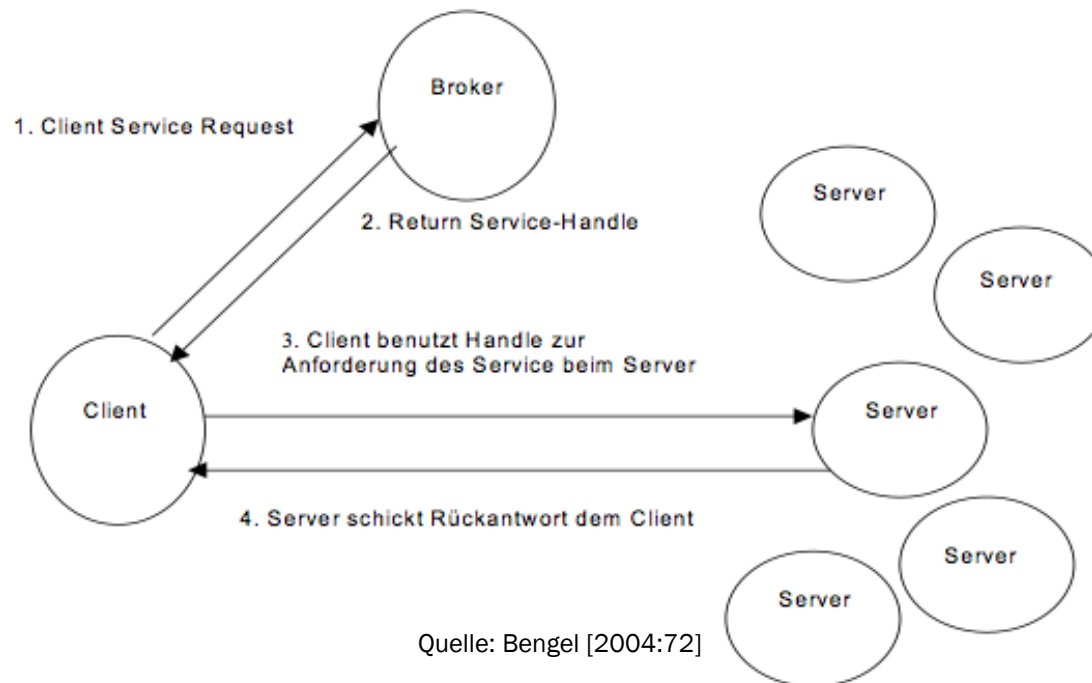 Broker
1. Client Service Request
Server
2. Return Service-Handle
Server
3. Client benutzt Handle zur
Anforderung des Service beim Server
Client
Server
4. Server schickt Rückantwort dem Client
Server
Server
Quelle: Bengel [2004:72]